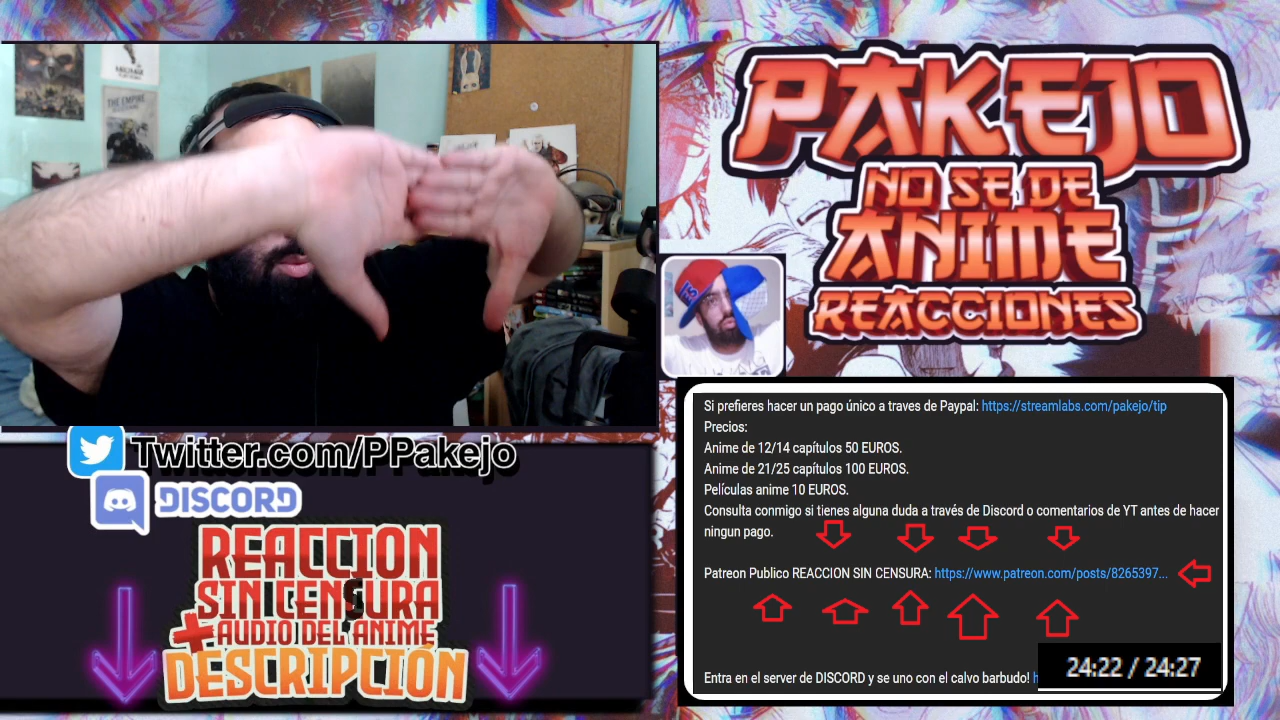 THE EMPIRE
PAKEJO
NO SE DE
ANIME
REACCIONES
Si prefieres hacer un pago único a traves de Paypal: https://streamlabs.com/pakejo/tip
Precios:
Anime de 12/14 capítulos 50 EUROS.
Anime de 21/25 capítulos 100 EUROS.
Películas anime 10 EUROS.
Consulta conmigo si tienes alguna duda a través de Discord o comentarios de YT antes de hacer
ningun pago.
Patreon Publico REACCION SIN CENSURA: https://www.patreon.com/posts/8265397...
Entra en el server de DISCORD y se uno con el calvo barbudo! h
24:22 / 24:27
Twitter.com/PPakejo
DISCORD
REACCION
SIN CENSURA
+ AUDIO DEL ANIME
DESCRIPCIÓN